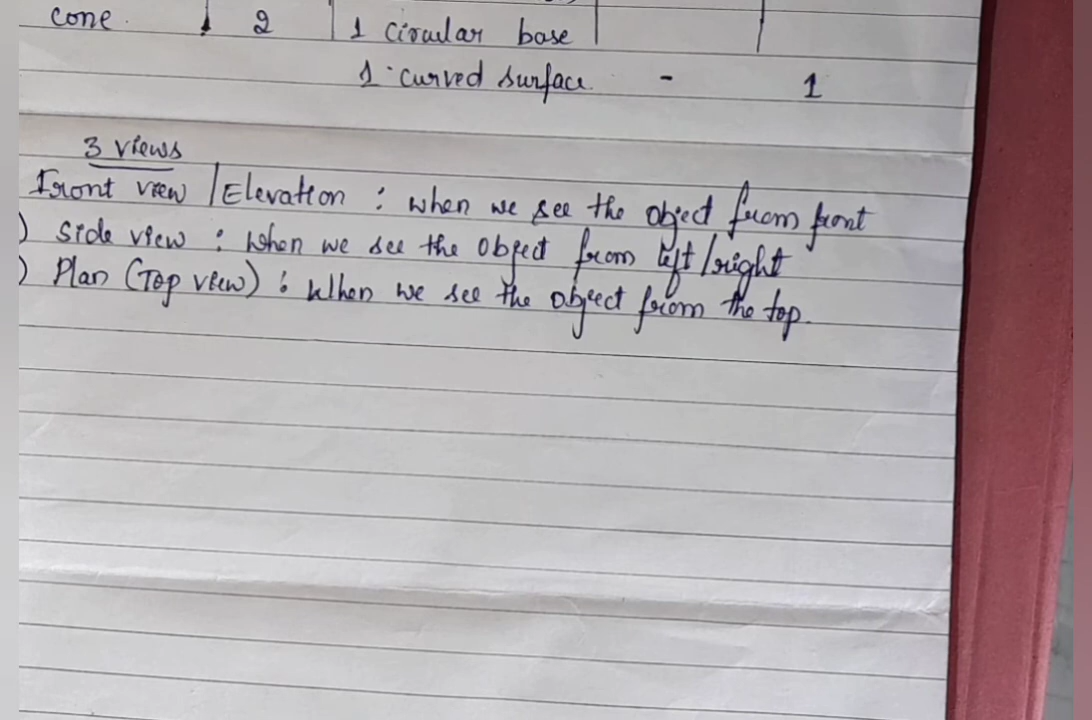 cone. 2 1 circular base
1 curved surface. - 1
3 views
Front view / Elevation : when we see the object from front
) Side view : when we see the object from left/right
) Plan (Top view) : When we see the object from the top.